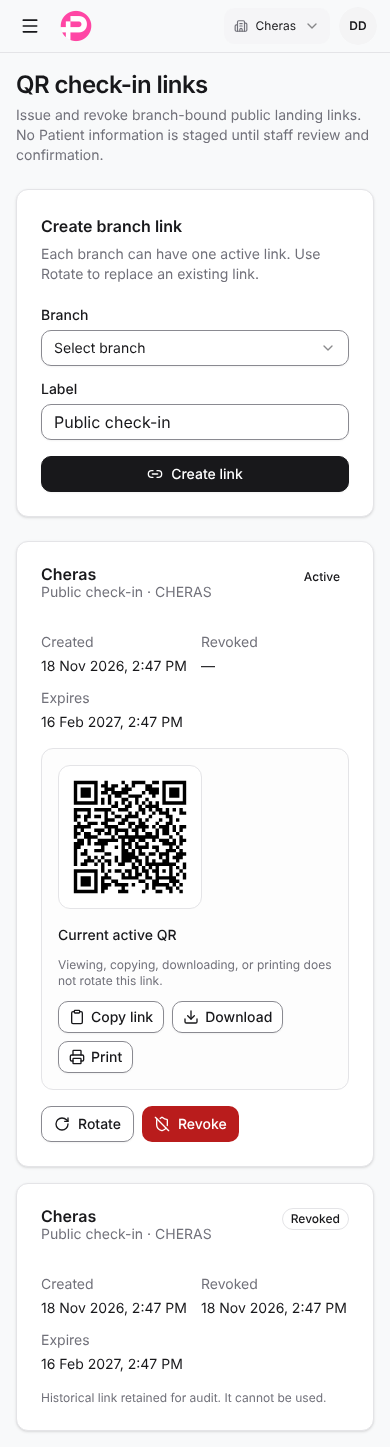 Cheras
DD
QR check-in links
Issue and revoke branch-bound public landing links.
No Patient information is staged until staff review and
confirmation.
Create branch link
Each branch can have one active link. Use
Rotate to replace an existing link.
Branch
Select branch
Label
Public check-in
Create link
Cheras
Active
Public check-in · CHERAS
Created
Revoked
18 Nov 2026, 2:47 PM
—
Expires
16 Feb 2027, 2:47 PM
Current active QR
Viewing, copying, downloading, or printing does
not rotate this link.
Copy link
Download
Print
Rotate
Revoke
Cheras
Revoked
Public check-in · CHERAS
Created
Revoked
18 Nov 2026, 2:47 PM
18 Nov 2026, 2:47 PM
Expires
16 Feb 2027, 2:47 PM
Historical link retained for audit. It cannot be used.